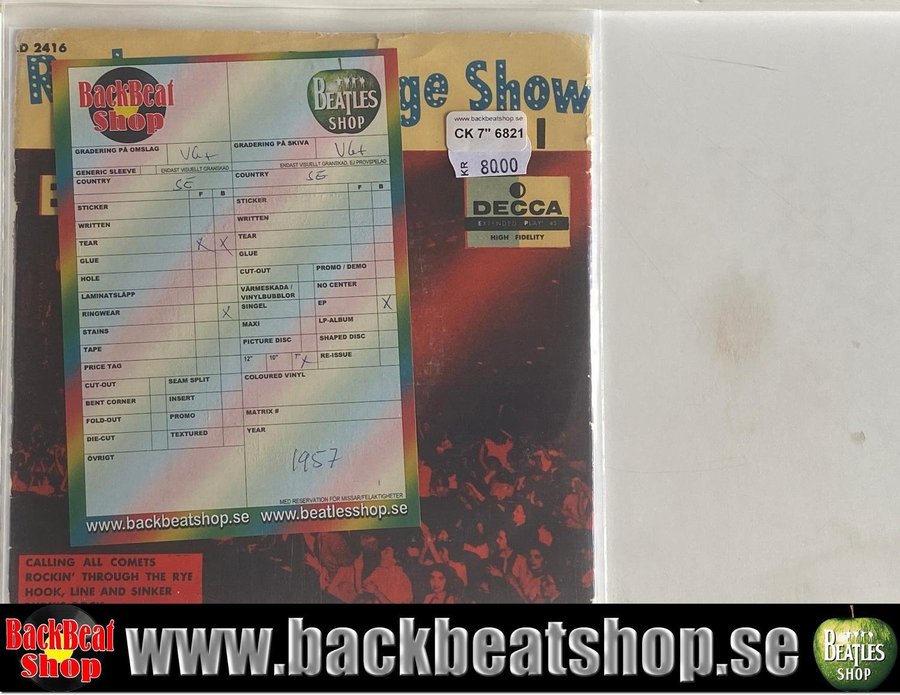 .D 2416
ge Show
BackBeat
Shop
BEATLES
SHOP
www.backbeatshop.se
CK 7" 6821
KR 80.00
GRADERING PÅ OMSLAG VG+
GRADERING PÅ SKIVA VG+
ENDAST VISUELLT GRANSKAD
ENDAST VISUELLT GRANSKAD, EJ PROVSPELAD
GENERIC SLEEVE
COUNTRY SE
COUNTRY SE
F B
F B
STICKER
WRITTEN
TEAR X X
GLUE
HOLE
LAMINATSLÄPP
RINGWEAR X
STAINS
TAPE
PRICE TAG
CUT-OUT
SEAM SPLIT
BENT CORNER
INSERT
FOLD-OUT
PROMO
DIE-CUT
TEXTURED
ÖVRIGT
STICKER
WRITTEN
TEAR
GLUE
CUT-OUT
PROMO / DEMO
VÄRMESKADA /
VINYLBUBBLOR
NO CENTER
SINGEL
EP X
MAXI
LP-ALBUM
PICTURE DISC
SHAPED DISC
12" 10" 7" X
RE-ISSUE
COLOURED VINYL
MATRIX #
YEAR
1957
MED RESERVATION FÖR MISSAR/FELAKTIGHETER
www.backbeatshop.se www.beatlesshop.se
DECCA
EXTENDED PLAY 45
HIGH FIDELITY
CALLING ALL COMETS
ROCKIN' THROUGH THE RYE
HOOK, LINE AND SINKER
BackBeat
Shop
www.backbeatshop.se
BEATLES
SHOP